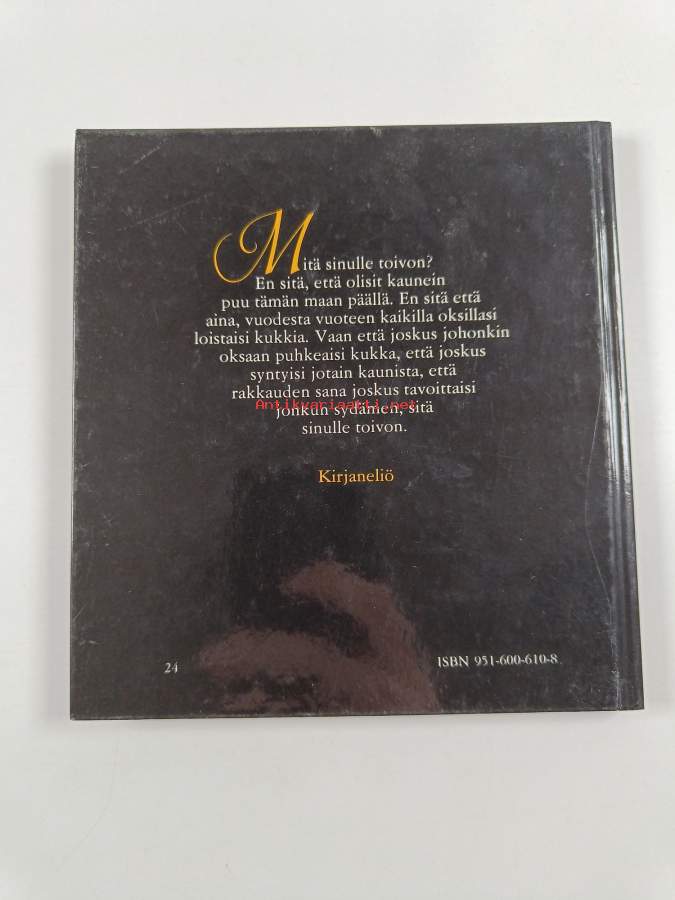 Mitä sinulle toivon?
En sitä, että olisit kaunein
puu tämän maan päällä. En sitä että
aina, vuodesta vuoteen kaikilla oksillasi
loistaisi kukkia. Vaan että joskus johonkin
oksaan puhkeaisi kukka, että joskus
syntyisi jotain kaunista, että
rakkauden sana joskus tavoittaisi
jonkun sydämen, sitä
Antikvariaatti.net
sinulle toivon.
Kirjaneliö
24
ISBN 951-600-610-8